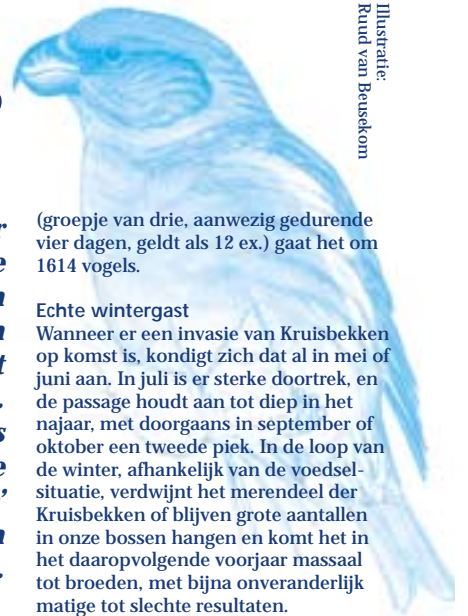 Illustratie:
Ruud van Beusekom
(groepje van drie, aanwezig gedurende
vier dagen, geldt als 12 ex.) gaat het om
1614 vogels.
Echte wintergast
Wanneer er een invasie van Kruisbekken
op komst is, kondigt zich dat al in mei of
juni aan. In juli is er sterke doortrek, en
de passage houdt aan tot diep in het
najaar, met doorgaans in september of
oktober een tweede piek. In de loop van
de winter, afhankelijk van de voedsel-
situatie, verdwijnt het merendeel der
Kruisbekken of blijven grote aantallen
in onze bossen hangen en komt het in
het daaropvolgende voorjaar massaal
tot broeden, met bijna onveranderlijk
matige tot slechte resultaten.